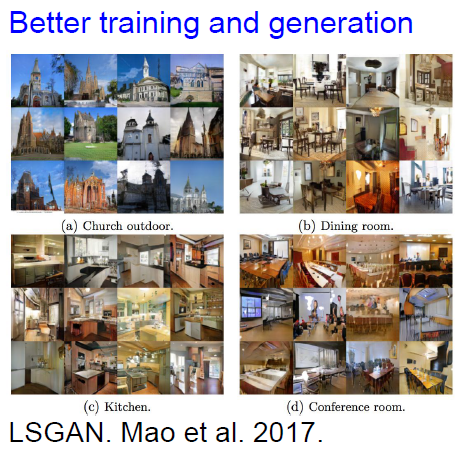 Better training and generation
(a) Church outdoor.
(b) Dining room.
(c) Kitchen.
(d) Conference room.
LSGAN. Mao et al. 2017.